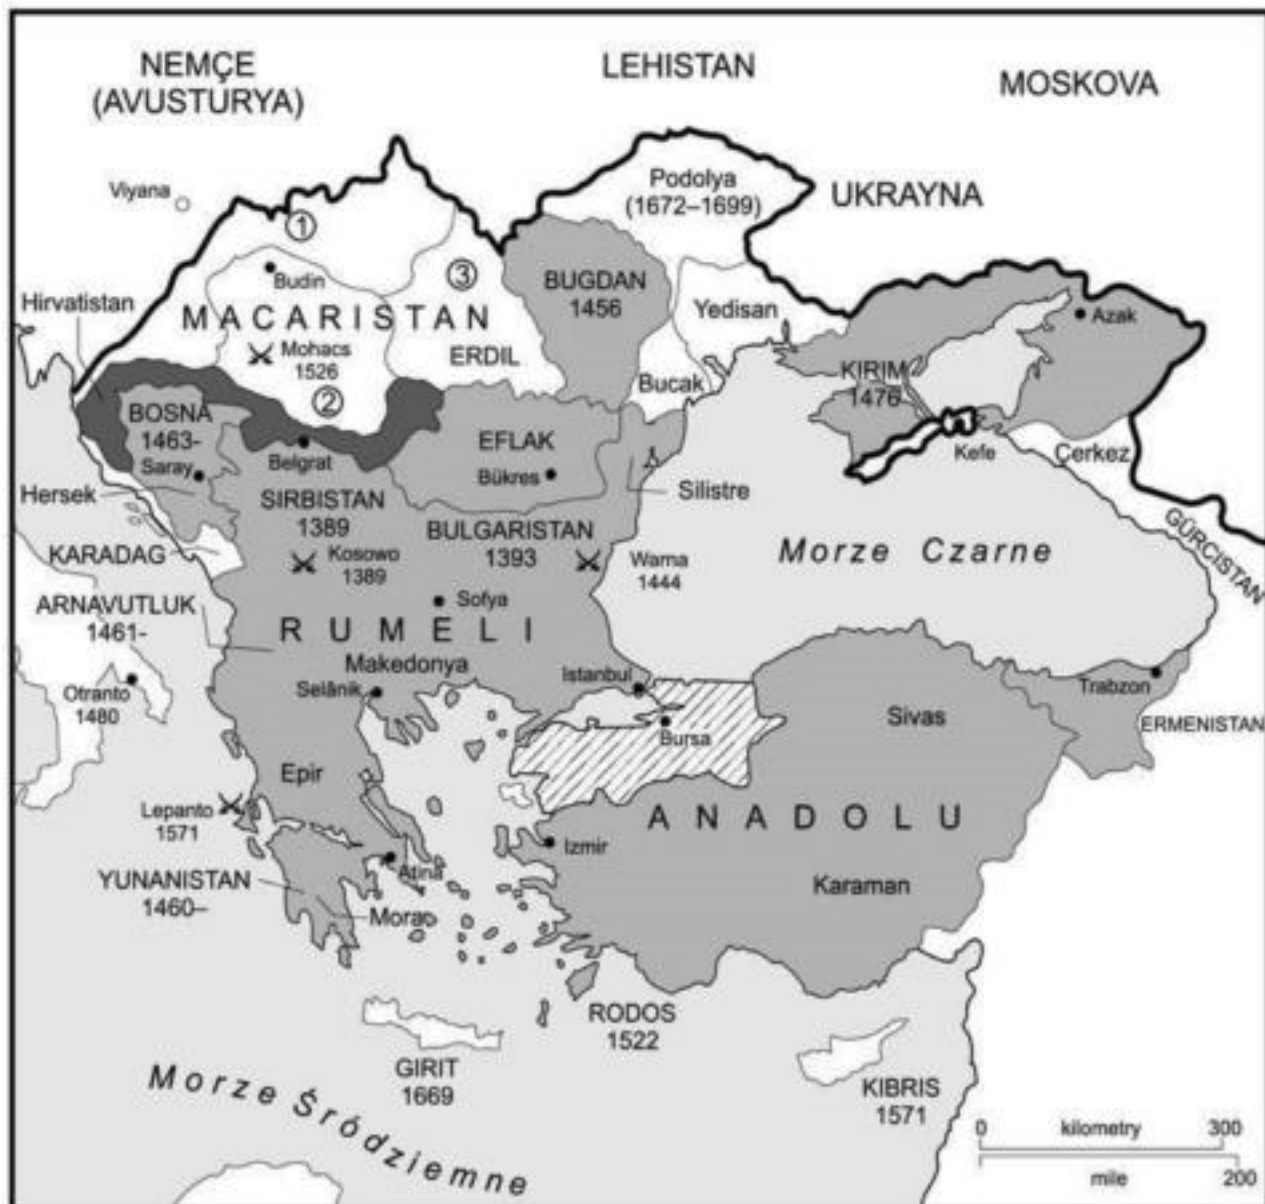 NEMÇE
(AVUSTURYA)
LEHISTAN
MOSKOVA
Viyana
Podolya
(1672–1699)
UKRAYNA
1
Budin
3
BUGDAN
1456
Yedisan
Hirvatistan
MACARISTAN
Azak
Mohacs
1526
ERDIL
Bucak
KIRIM
1476
2
BOSNA
1463-
EFLAK
Saray
Belgrat
Bükres
Kefe
Çerkez
Hersek
SIRBISTAN
1389
Silistre
BULGARISTAN
1393
GÜRCISTAN
KARADAG
Kosowo
1389
Warna
1444
Morze Czarne
ARNAVUTLUK
1461-
Sofya
RUMELI
Makedonya
Istanbul
Selânik
Trabzon
Otranto
1480
Sivas
ERMENISTAN
Bursa
Epir
Lepanto
1571
ANADOLU
Izmir
Atina
YUNANISTAN
1460–
Karaman
Mora
RODOS
1522
GIRIT
1669
KIBRIS
1571
Morze Śródziemne
0 kilometry 300
0 mile 200